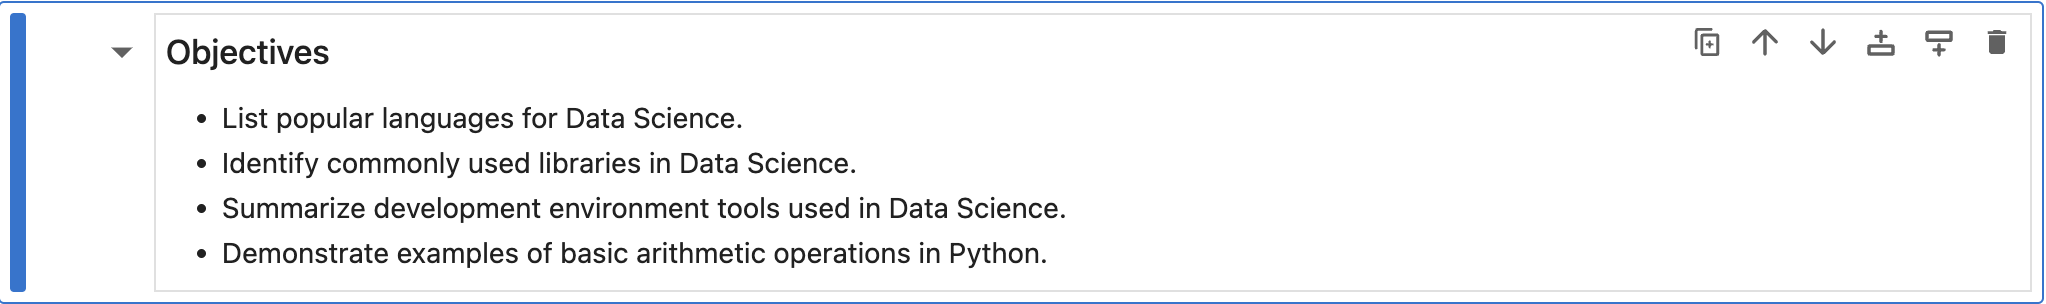 Objectives
• List popular languages for Data Science.
• Identify commonly used libraries in Data Science.
• Summarize development environment tools used in Data Science.
• Demonstrate examples of basic arithmetic operations in Python.